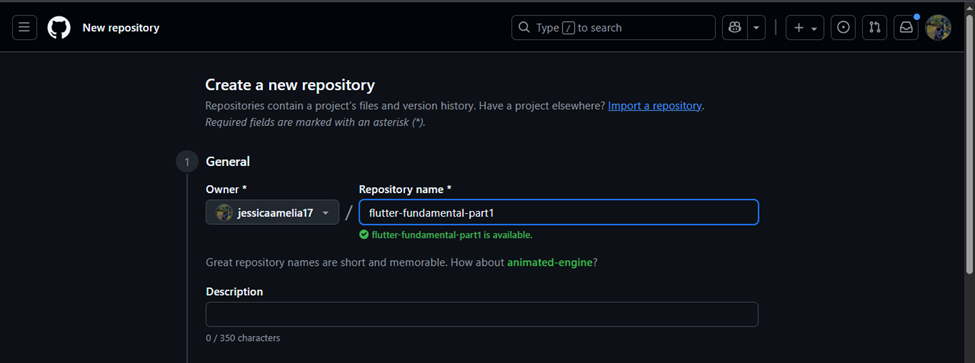 New repository
Type / to search
Create a new repository
Repositories contain a project's files and version history. Have a project elsewhere? Import a repository.
Required fields are marked with an asterisk (*).
1
General
Owner *
Repository name *
jessicaamelia17
/
flutter-fundamental-part1
flutter-fundamental-part1 is available.
Great repository names are short and memorable. How about animated-engine?
Description
0 / 350 characters